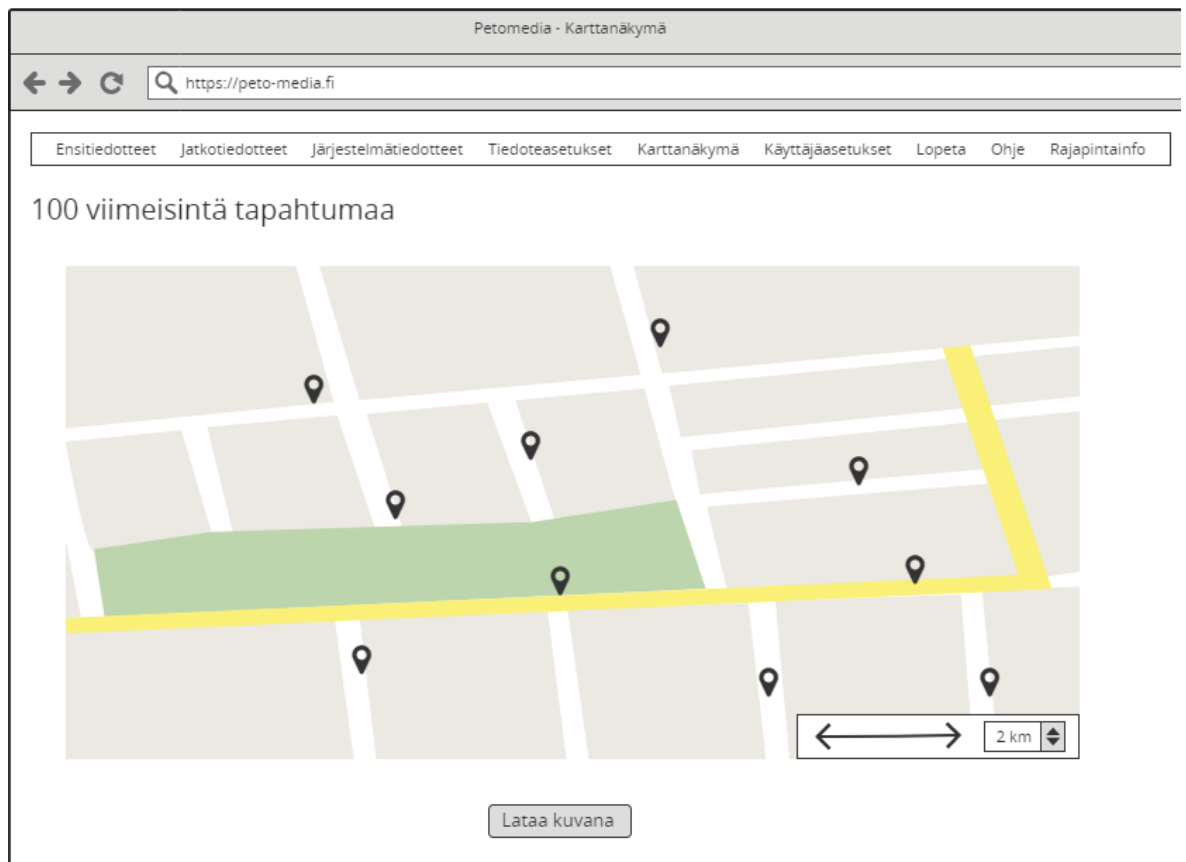 Petomedia - Karttanäkymä
https://peto-media.fi
Ensitiedotteet Jatkotiedotteet Järjestelmätiedotteet Tiedoteasetukset Karttanäkymä Käyttäjäasetukset Lopeta Ohje Rajapintainfo
100 viimeisintä tapahtumaa
2 km
Lataa kuvana